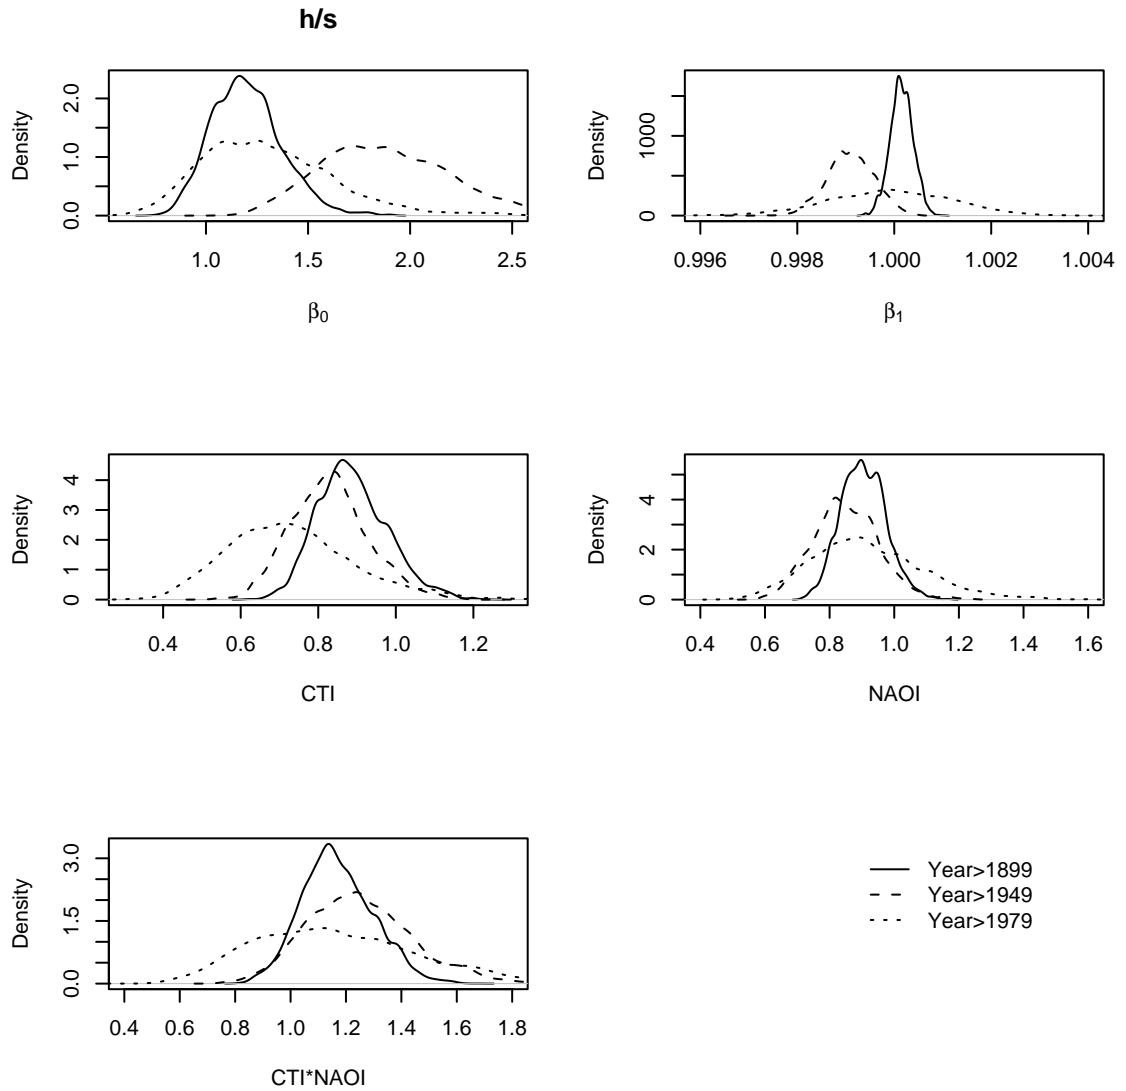 h/s
Density
0.0 1.0 2.0
1.0 1.5 2.0 2.5
β0
Density
0 1000
0.996 0.998 1.000 1.002 1.004
β1
Density
0 1 2 3 4
0.4 0.6 0.8 1.0 1.2
CTI
Density
0 2 4
0.4 0.6 0.8 1.0 1.2 1.4 1.6
NAOI
Density
0.0 1.5 3.0
0.4 0.6 0.8 1.0 1.2 1.4 1.6 1.8
CTI*NAOI
Year>1899
Year>1949
Year>1979